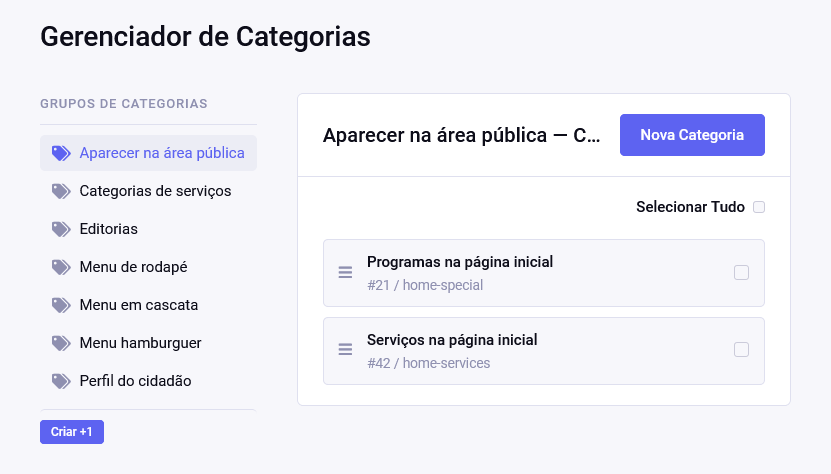 Gerenciador de Categorias
GRUPOS DE CATEGORIAS
Aparecer na área pública
Categorias de serviços
Editorias
Menu de rodapé
Menu em cascata
Menu hamburguer
Perfil do cidadão
Criar +1
Aparecer na área pública — C...
Nova Categoria
Selecionar Tudo
Programas na página inicial
#21 / home-special
Serviços na página inicial
#42 / home-services